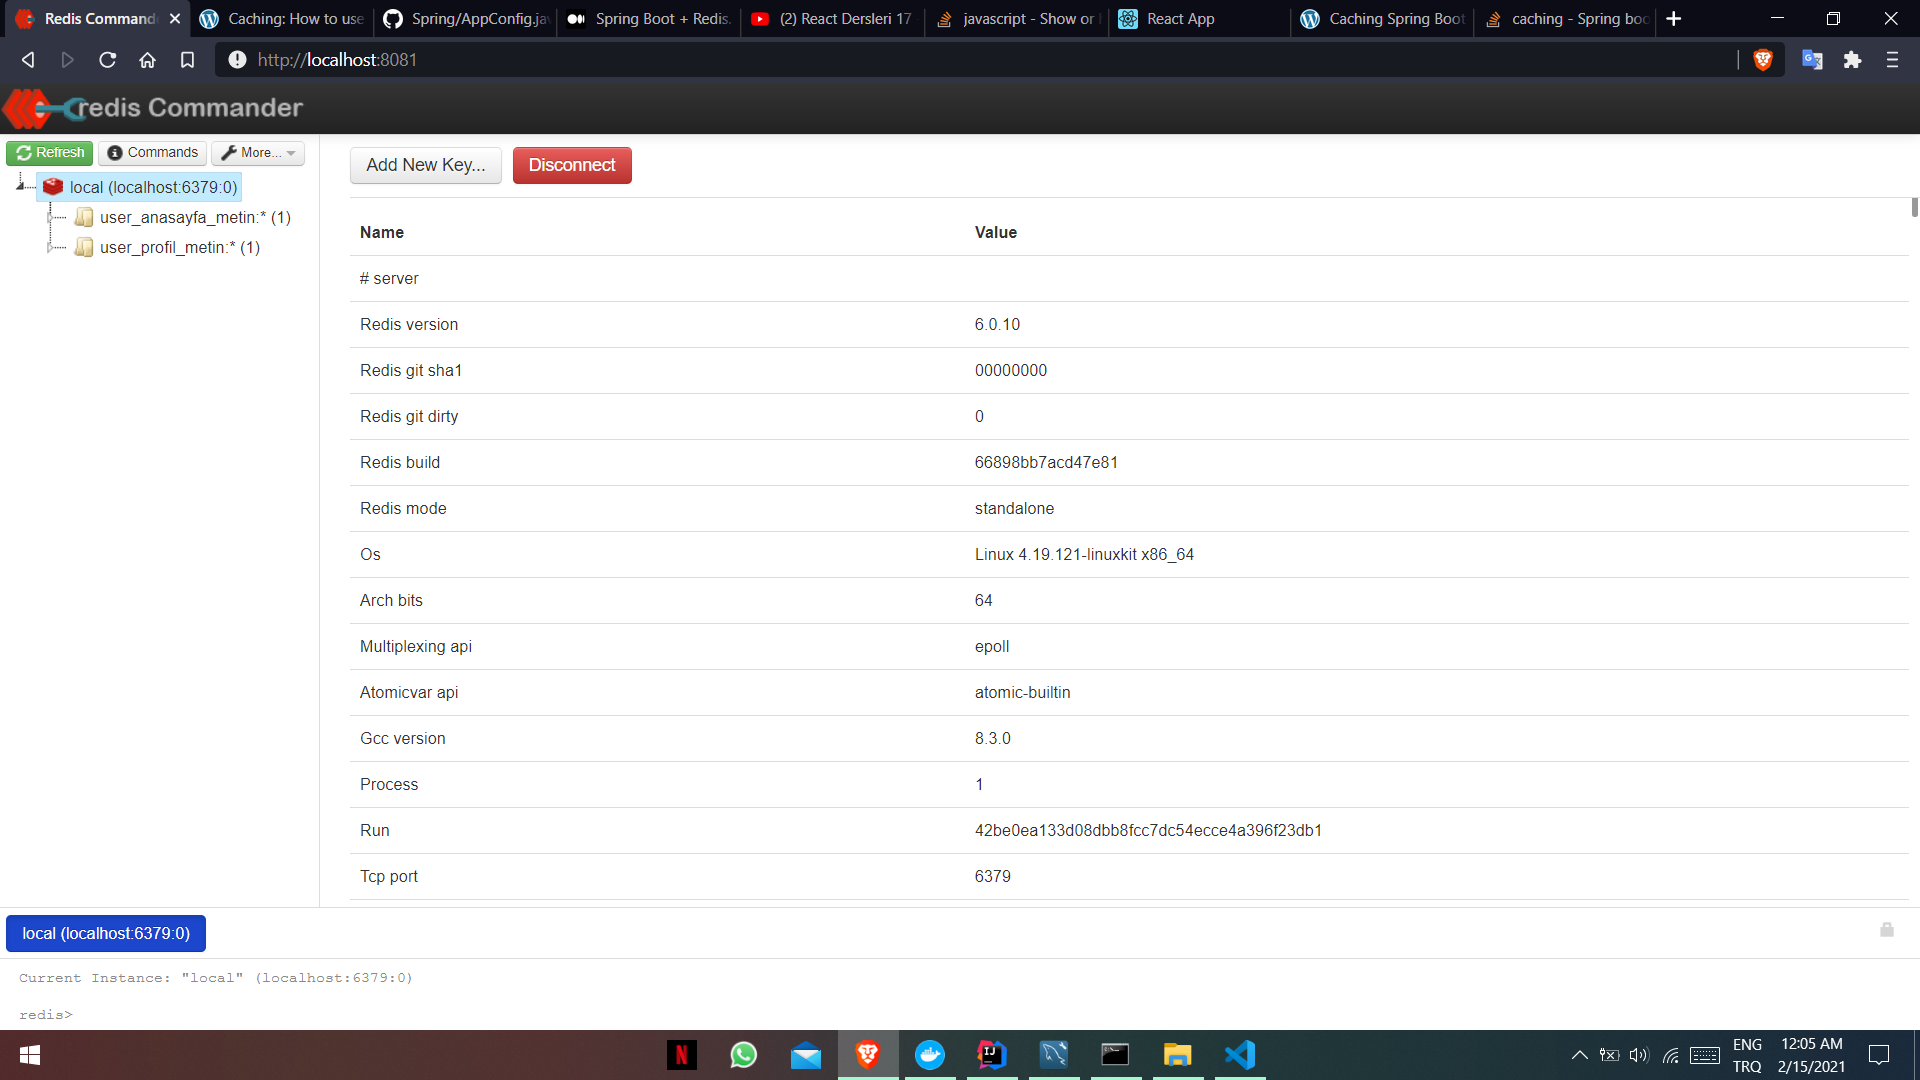 Redis Commande
Caching: How to use
Spring/AppConfig.jav
Spring Boot + Redis.
(2) React Dersleri 17
javascript - Show or h
React App
Caching Spring Boot
caching - Spring boo
http://localhost:8081
redis Commander
Refresh Commands More...
Add New Key... Disconnect
local (localhost:6379:0)
user_anasayfa_metin:* (1)
user_profil_metin:* (1)
Name Value
# server
Redis version 6.0.10
Redis git sha1 00000000
Redis git dirty 0
Redis build 66898bb7acd47e81
Redis mode standalone
Os Linux 4.19.121-linuxkit x86_64
Arch bits 64
Multiplexing api epoll
Atomicvar api atomic-builtin
Gcc version 8.3.0
Process 1
Run 42be0ea133d08dbb8fcc7dc54ecce4a396f23db1
Tcp port 6379
local (localhost:6379:0)
Current Instance: "local" (localhost:6379:0)
redis>
ENG 12:05 AM
TRQ 2/15/2021